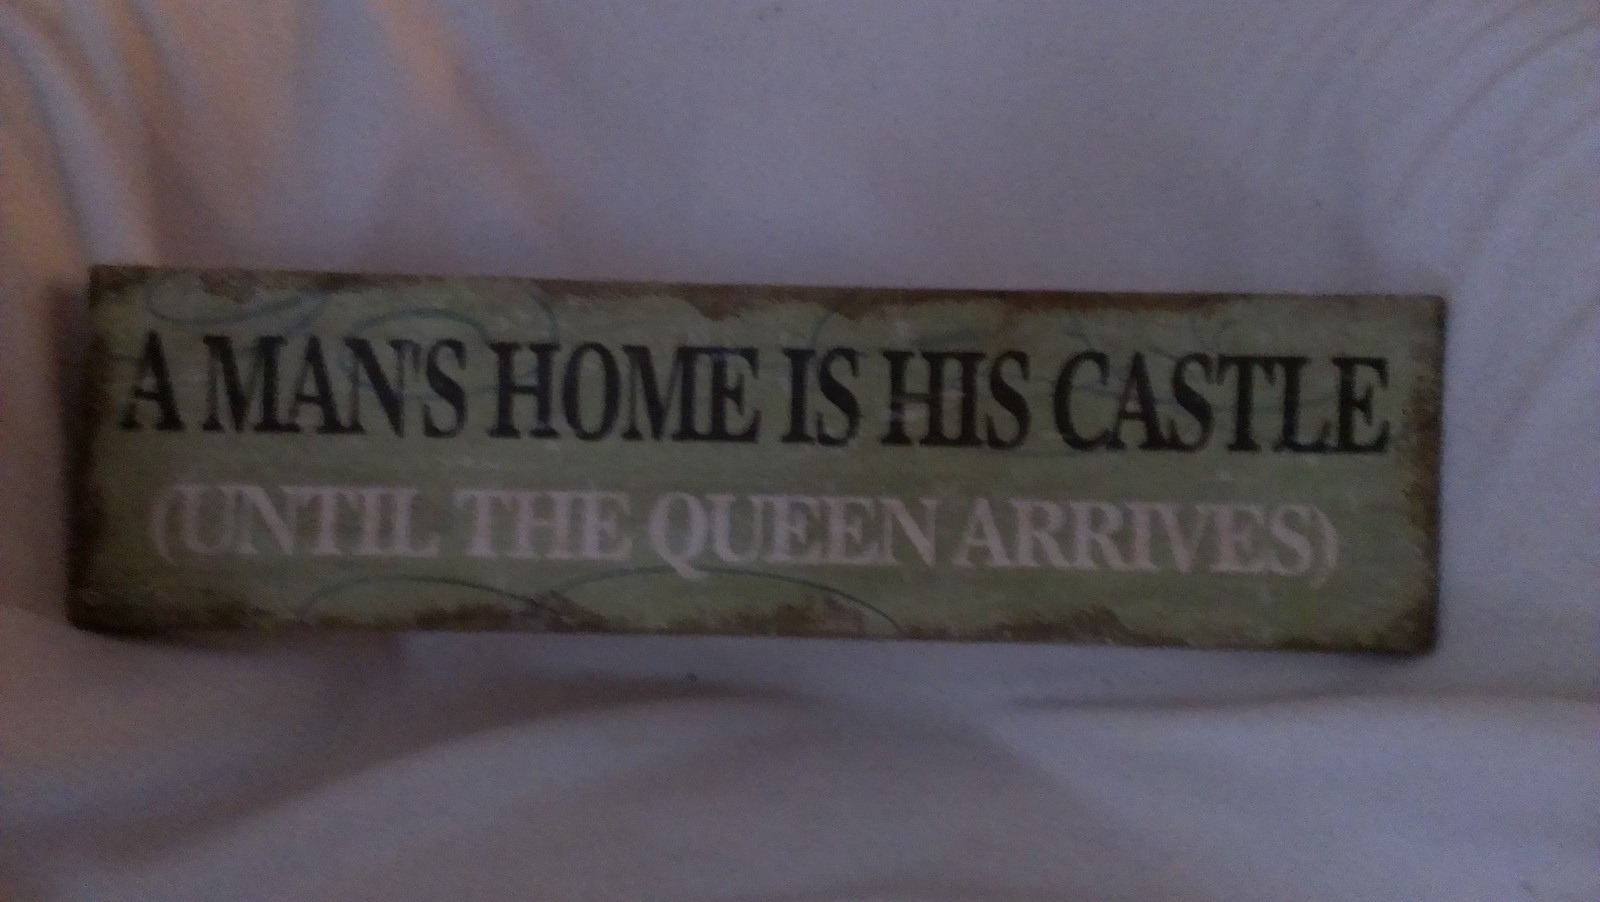 A MAN'S HOME IS HIS CASTLE
(UNTIL THE QUEEN ARRIVES)